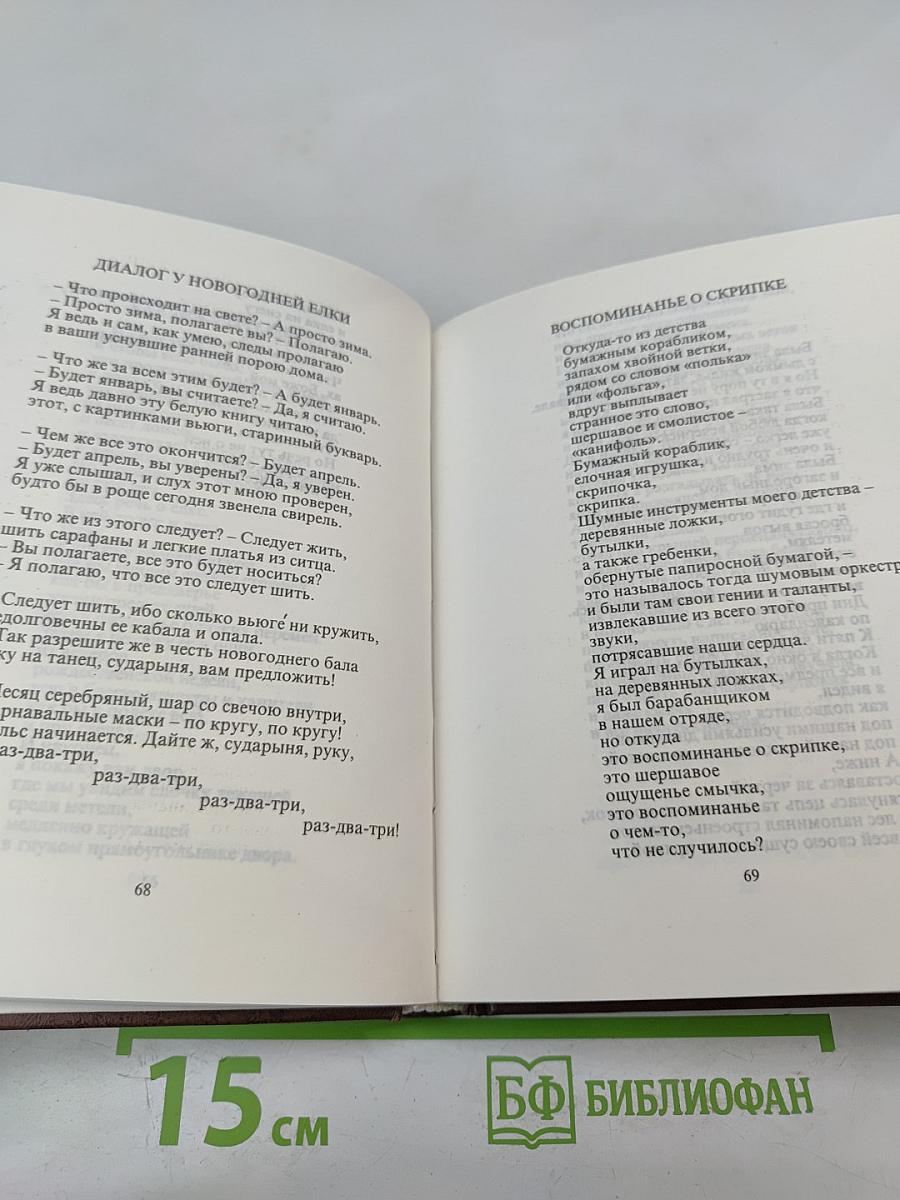 ДИАЛОГ У НОВОГОДНЕЙ ЕЛКИ
– Что происходит на свете? – А просто зима.
– Просто зима, полагаете вы? – Полагаю.
Я ведь и сам, как умею, следы пролагаю
в ваши уснувшие ранней порою дома.
– Что же за всем этим будет? – А будет январь.
– Будет январь, вы считаете? – Да, я считаю.
Я ведь давно эту белую книгу читаю,
этот, с картинками вьюги, старинный букварь.
– Чем же все это окончится? – Будет апрель.
– Будет апрель, вы уверены? – Да, я уверен.
Я уже слышал, и слух этот мною проверен,
будто бы в роще сегодня звенела свирель.
– Что же из этого следует? – Следует жить,
шить сарафаны и легкие платья из ситца.
– Вы полагаете, все это будет носиться?
– Я полагаю, что все это следует шить.
Следует шить, ибо сколько вьюге ни кружить,
едолговечны ее кабала и опала.
Так разрешите же в честь новогоднего бала
ку на танец, сударыня, вам предложить!
Месяц серебряный, шар со свечою внутри,
рнавальные маски – по кругу, по кругу!
льс начинается. Дайте ж, сударыня, руку,
аз-два-три,
раз-два-три,
раз-два-три,
раз-два-три!
68
ВОСПОМИНАНЬЕ О СКРИПКЕ
Откуда-то из детства
бумажным корабликом,
запахом хвойной ветки,
рядом со словом «полька»
или «фольга»,
вдруг выплывает
странное это слово,
шершавое и смолистое –
«канифоль».
Бумажный кораблик,
елочная игрушка,
скрипочка,
скрипка.
Шумные инструменты моего детства –
деревянные ложки,
бутылки,
а также гребенки,
обернутые папиросной бумагой, –
это называлось тогда шумовым оркестр
и были там свои гении и таланты,
извлекавшие из всего этого
звуки,
потрясавшие наши сердца.
Я играл на бутылках,
на деревянных ложках,
я был барабанщиком
в нашем отряде,
но откуда
это воспоминанье о скрипке,
это шершавое
ощущенье смычка,
это воспоминанье
о чем-то,
что не случилось?
69
15 см
БФ БИБЛИОФАН